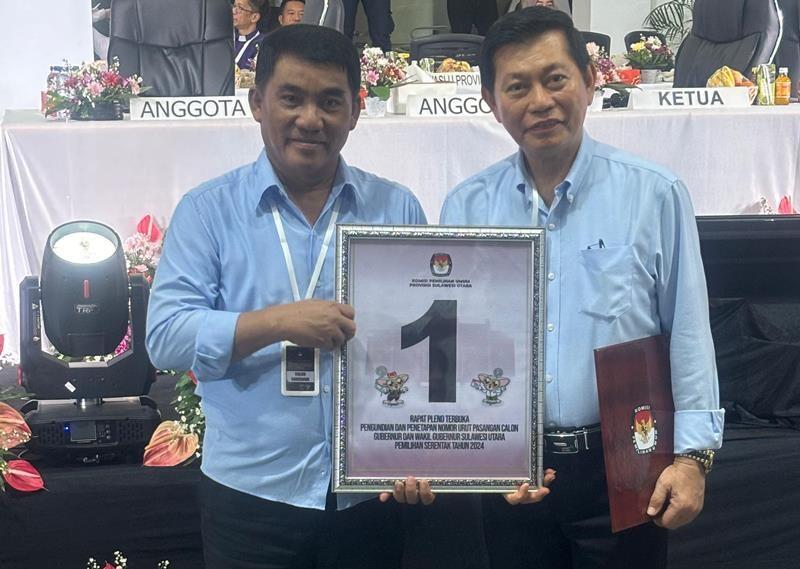 ANGGOTA
ANGGO
KETUA
KOMISI PEMILIHAN UMUM
PROVINSI SULAWESI UTARA
1
RAPAT PLENO TERBUKA
PENGUNDIAN DAN PENETAPAN NOMOR URUT PASANGAN CALON
GUBERNUR DAN WAKIL GUBERNUR SULAWESI UTARA
PEMILIHAN SERENTAK TAHUN 2024
KOMISI